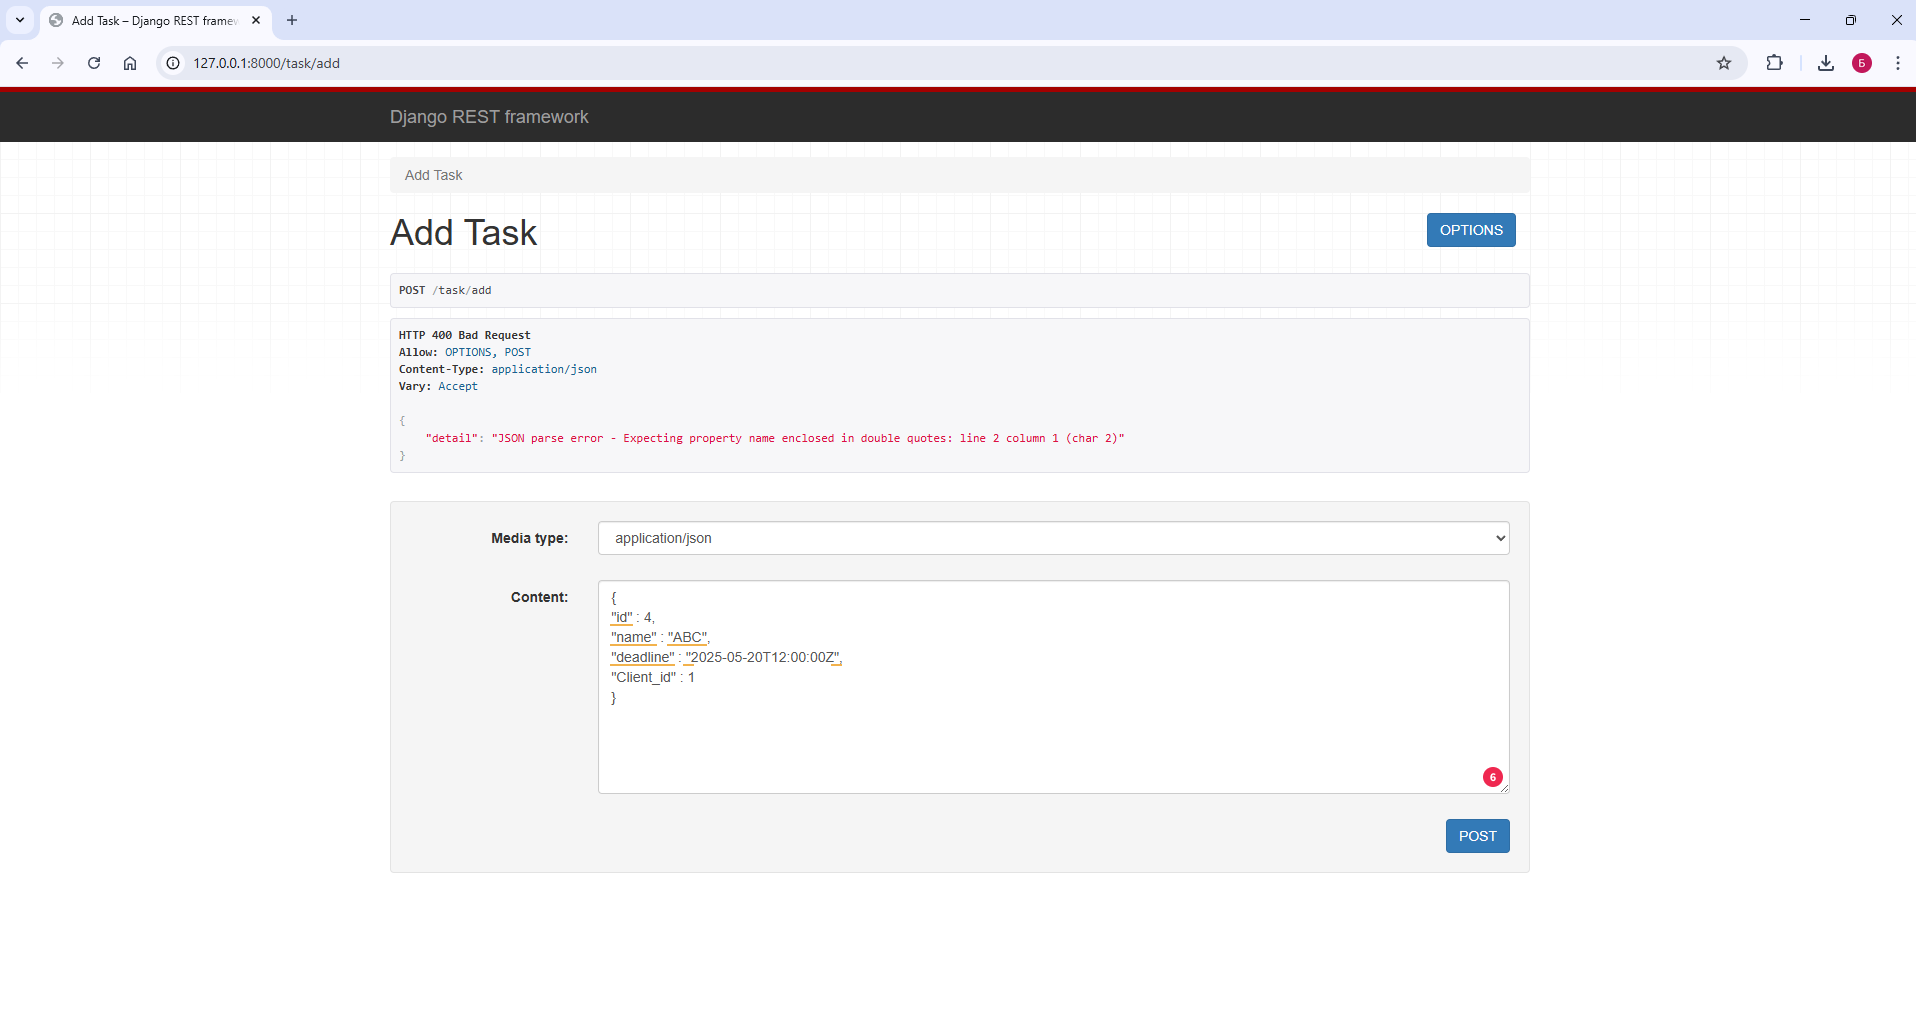 Add Task – Django REST framew
127.0.0.1:8000/task/add
5
Django REST framework
Add Task
Add Task
OPTIONS
POST /task/add
HTTP 400 Bad Request
Allow: OPTIONS, POST
Content-Type: application/json
Vary: Accept
{
"detail": "JSON parse error - Expecting property name enclosed in double quotes: line 2 column 1 (char 2)"
}
Media type:
application/json
Content:
{
"id" : 4,
"name" : "ABC",
"deadline" : "2025-05-20T12:00:00Z",
"Client_id" : 1
}
6
POST